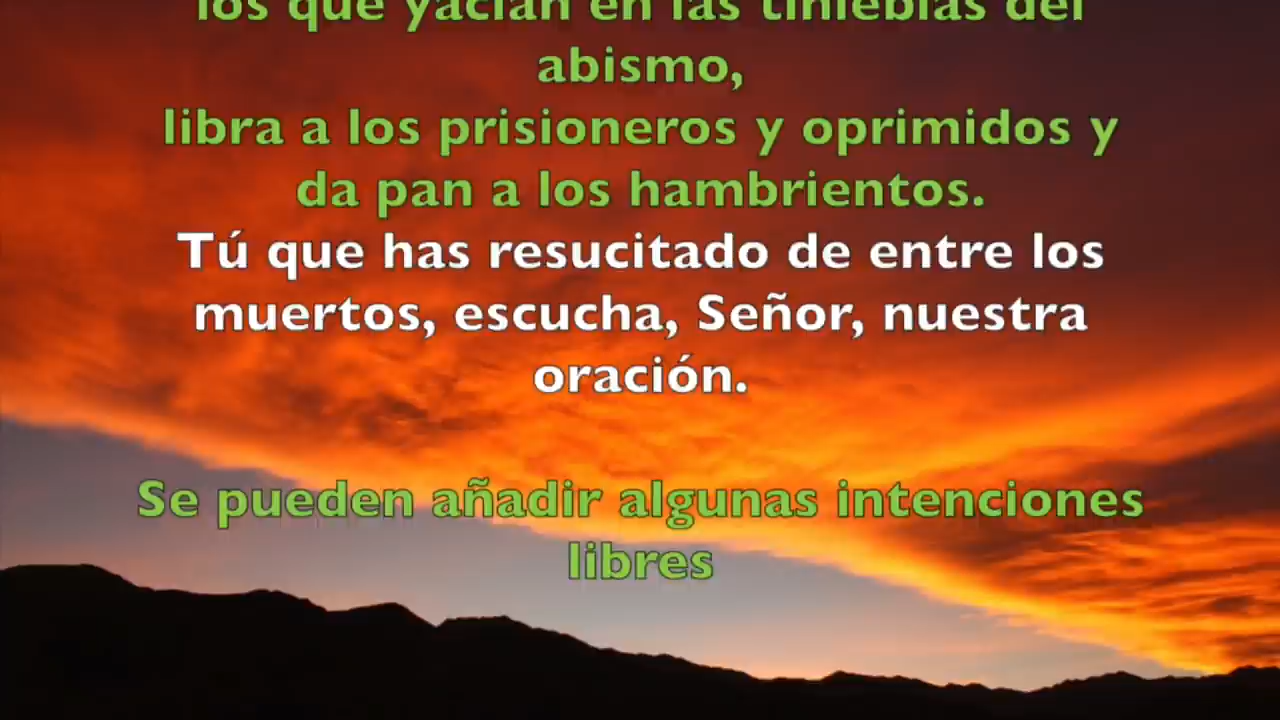 los que yacían en las tinieblas del
abismo,
libra a los prisioneros y oprimidos y
da pan a los hambrientos.
Tú que has resucitado de entre los
muertos, escucha, Señor, nuestra
oración.
Se pueden añadir algunas intenciones
libres